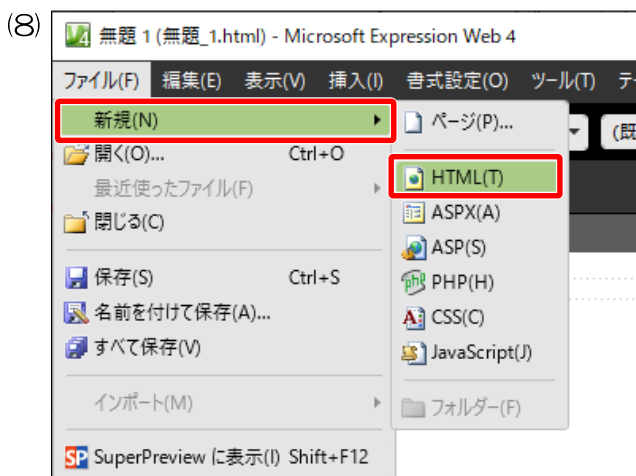 (8)
無題 1 (無題_1.html) - Microsoft Expression Web 4
ファイル(F) 編集(E) 表示(V) 挿入(I) 書式設定(O) ツール(T)
新規(N)
開く(O)... Ctrl+O
最近使ったファイル(F)
閉じる(C)
保存(S) Ctrl+S
名前を付けて保存(A)...
すべて保存(V)
インポート(M)
SP SuperPreview に表示(I) Shift+F12
ページ(P)...
(既
HTML(T)
ASPX(A)
ASP(S)
php PHP(H)
CSS(C)
JavaScript(J)
フォルダー(F)